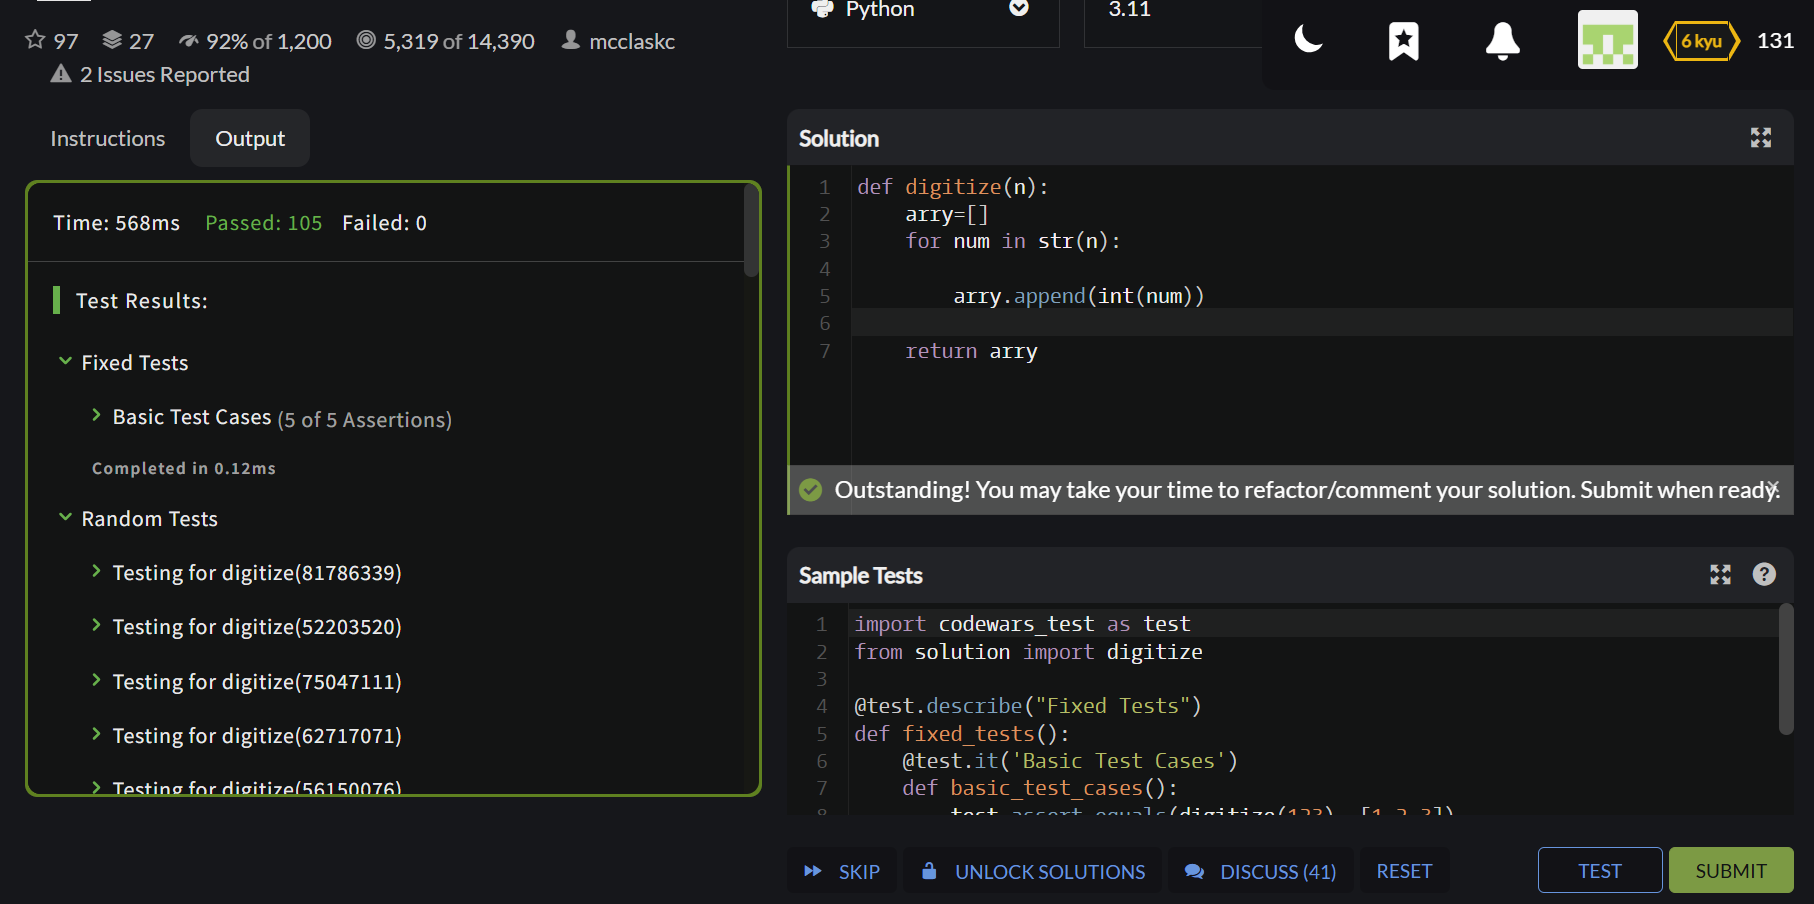 97 27 92% of 1,200 5,319 of 14,390 mcclaskc
2 Issues Reported
Python
3.11
6 kyu 131
Instructions Output
Time: 568ms Passed: 105 Failed: 0
Test Results:
Fixed Tests
Basic Test Cases (5 of 5 Assertions)
Completed in 0.12ms
Random Tests
Testing for digitize(81786339)
Testing for digitize(52203520)
Testing for digitize(75047111)
Testing for digitize(62717071)
Testing for digitize(56150076)
Solution
1 def digitize(n):
2     arry=[]
3     for num in str(n):
4
5         arry.append(int(num))
6
7     return arry
Outstanding! You may take your time to refactor/comment your solution. Submit when ready.
×
Sample Tests
?
1 import codewars_test as test
2 from solution import digitize
3
4 @test.describe("Fixed Tests")
5 def fixed_tests():
6     @test.it('Basic Test Cases')
7     def basic_test_cases():
8         test.assert_equals(digitize(123), [1,2,3])
SKIP UNLOCK SOLUTIONS DISCUSS (41) RESET TEST SUBMIT